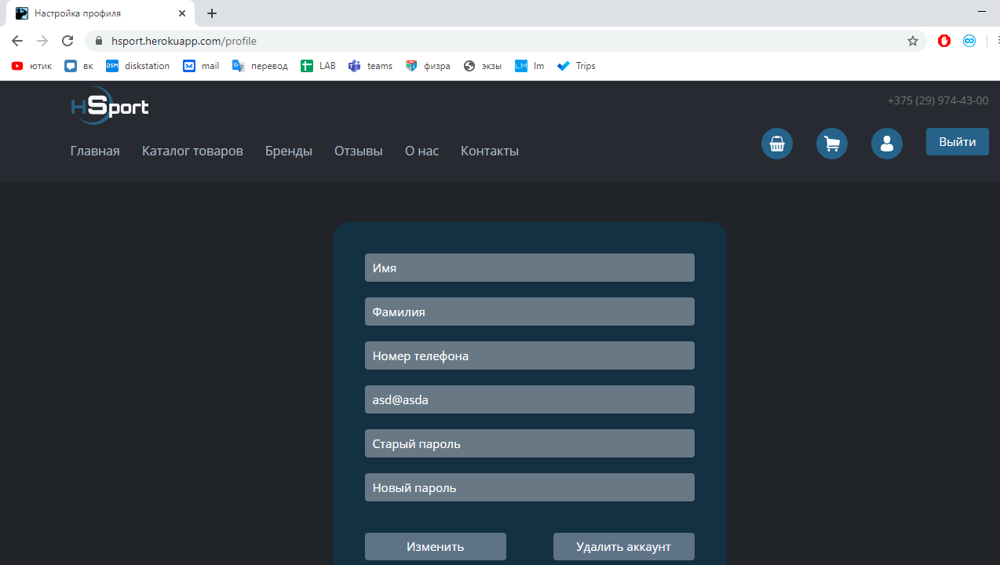 Настройка профиля
hsport.herokuapp.com/profile
ютик вк DSM diskstation mail перевод LAB teams физра экзы LM lm Trips
HSport
+375 (29) 974-43-00
Главная Каталог товаров Бренды Отзывы О нас Контакты Выйти
Имя
Фамилия
Номер телефона
asd@asda
Старый пароль
Новый пароль
Изменить Удалить аккаунт